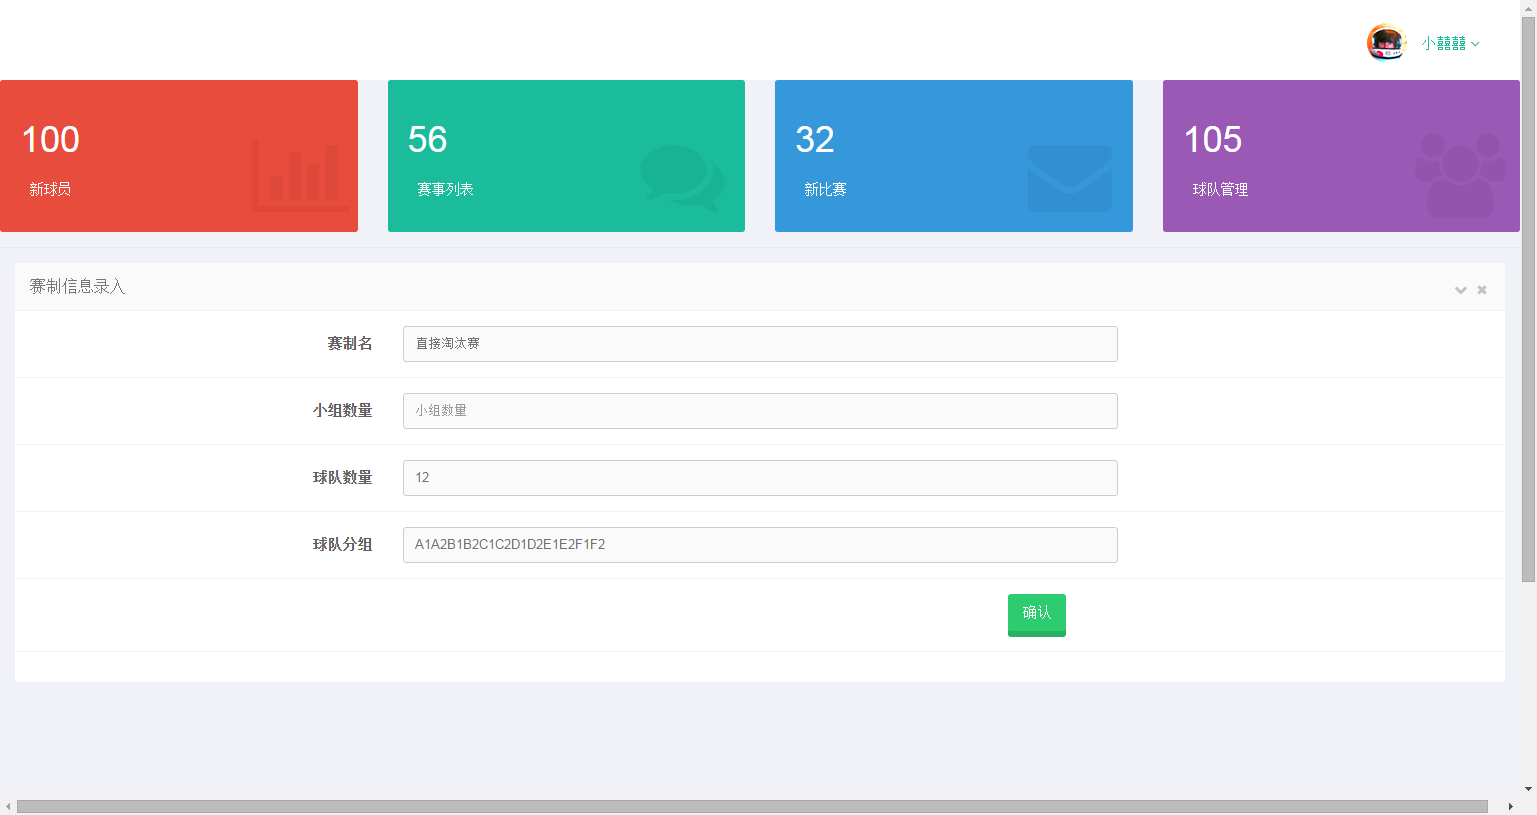 小囍囍
100
新球员
56
赛事列表
32
新比赛
105
球队管理
赛制信息录入
赛制名
直接淘汰赛
小组数量
小组数量
球队数量
12
球队分组
A1A2B1B2C1C2D1D2E1E2F1F2
确认